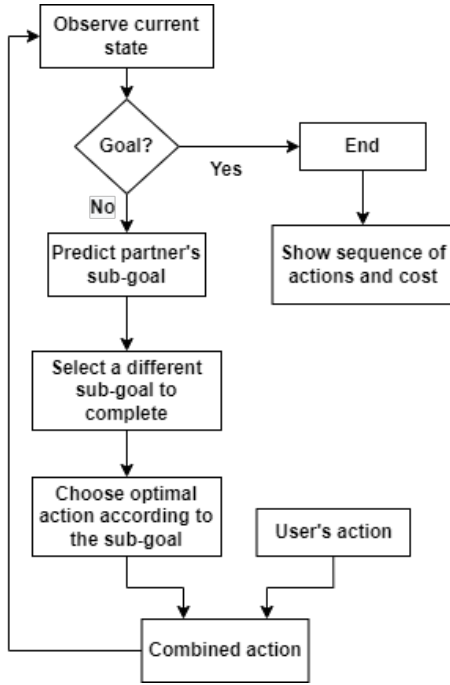 Observe current
state
Goal?
Yes
End
No
Show sequence of
actions and cost
Predict partner's
sub-goal
Select a different
sub-goal to
complete
Choose optimal
action according to
the sub-goal
User's action
Combined action